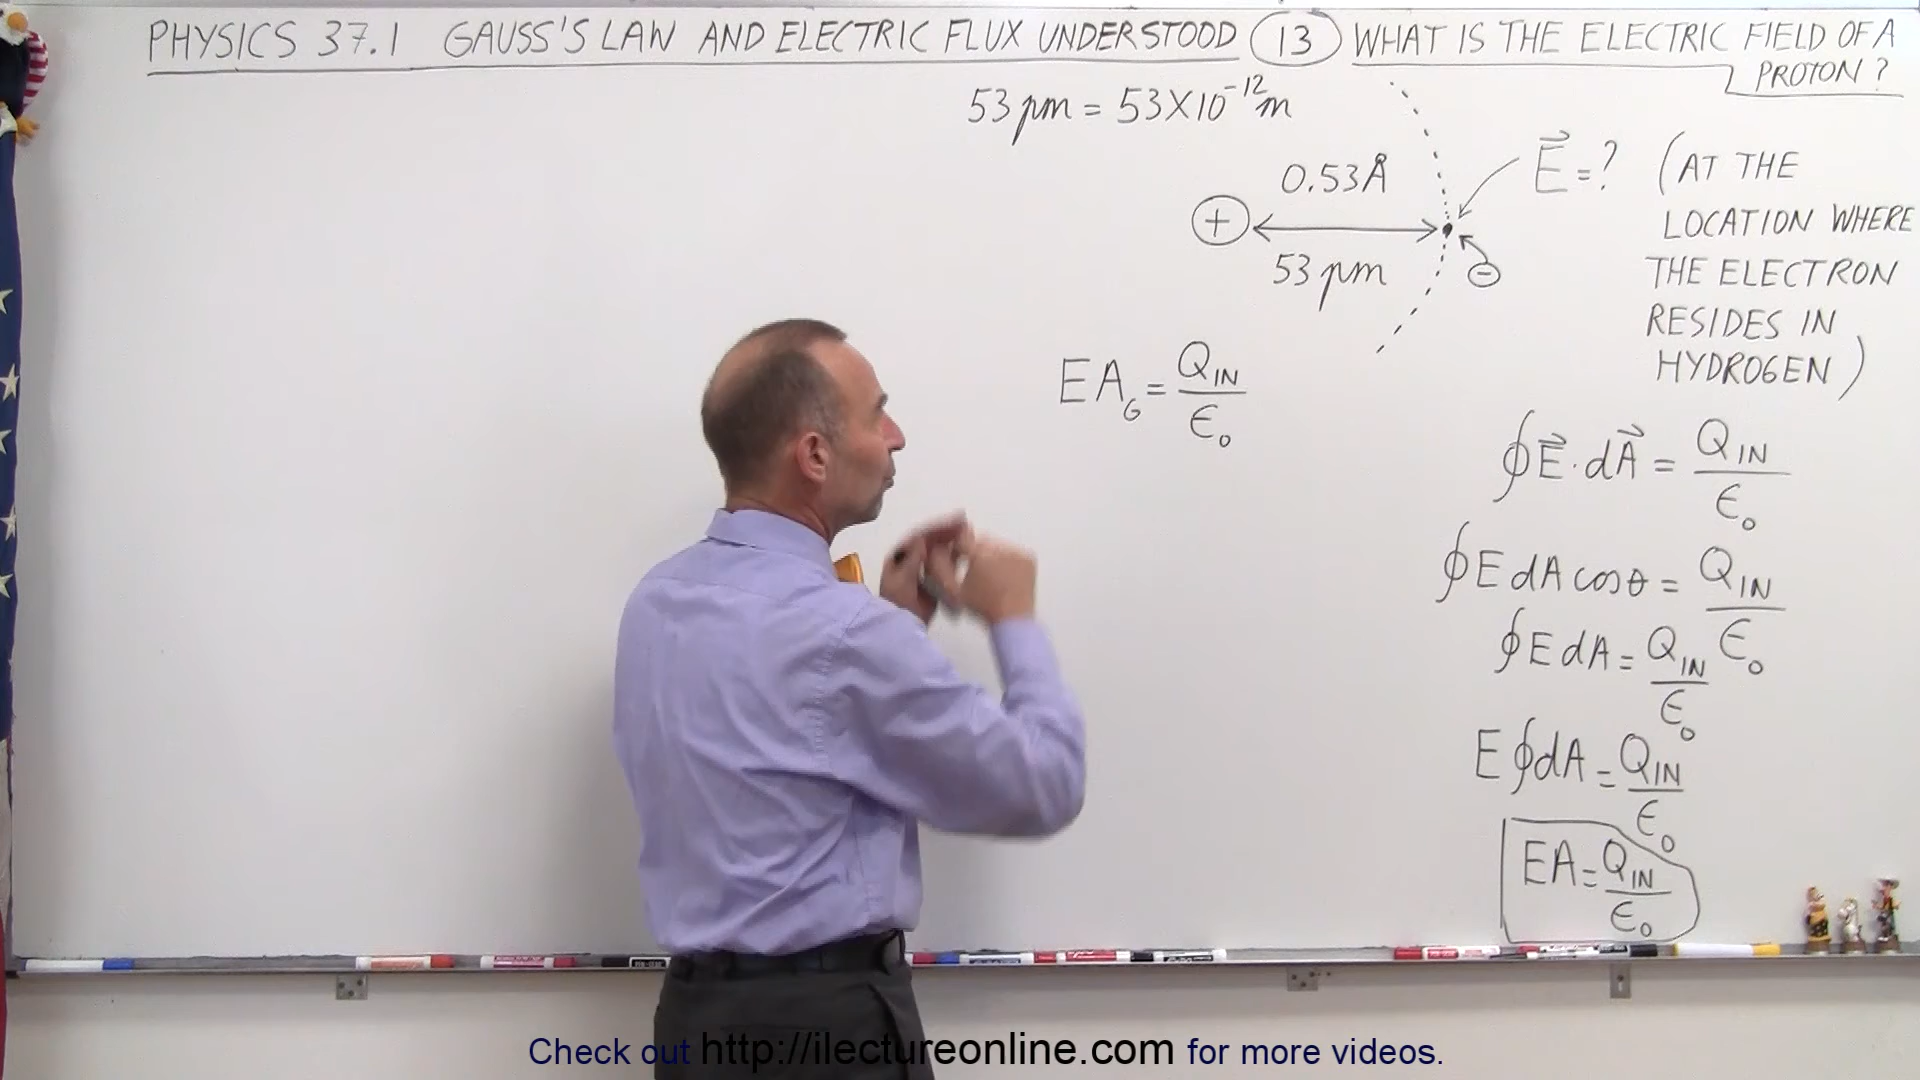 PHYSICS 37.1 GAUSS'S LAW AND ELECTRIC FLUX UNDERSTOOD 13 WHAT IS THE ELECTRIC FIELD OF A
PROTON?
53 pm = 53X10⁻¹²m
0.53Å
+
53 pm
-
E⃗=? (AT THE
LOCATION WHERE
THE ELECTRON
RESIDES IN
HYDROGEN)
EA_G = Q_IN/ϵ₀
∮E⃗·dA⃗ = Q_IN/ϵ₀
∮E dA cosθ = Q_IN/ϵ₀
∮E dA = Q_IN/ϵ₀
E∮dA = Q_IN/ϵ₀
EA = Q_IN/ϵ₀
Check out http://ilectureonline.com for more videos.